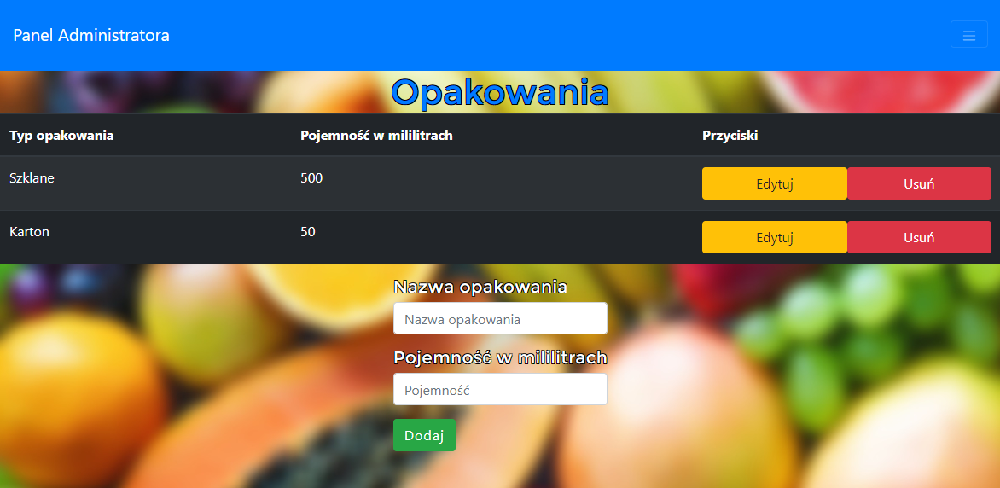 Panel Administratora
Opakowania
Typ opakowania Pojemność w mililitrach Przyciski
Szklane 500 Edytuj Usuń
Karton 50 Edytuj Usuń
Nazwa opakowania
Nazwa opakowania
Pojemność w mililitrach
Pojemność
Dodaj